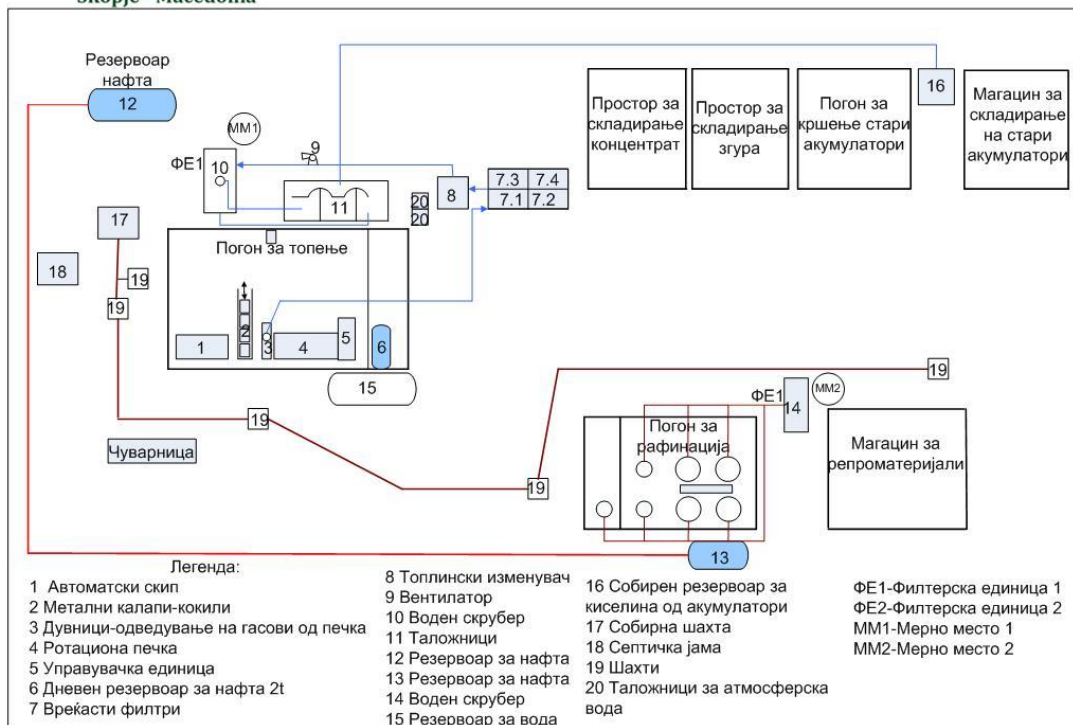 Skopje - Macedonia
Резервоар
нафта
12
ММ1
9
ФЕ1
10
11
20
20
8
7.3 7.4
7.1 7.2
Простор за
складирање
концентрат
Простор за
складирање
згура
Погон за
кршење стари
акумулатори
16
Магацин за
складирање
на стари
акумулатори
17
18
19
19
Погон за топење
1
2
3
4
5
6
15
19
19
19
Чуварница
Погон за
рафинација
ФЕ1
14
ММ2
Магацин за
репроматеријали
13
Легенда:
1 Автоматски скип
2 Метални калапи-кокили
3 Дувници-одведување на гасови од печка
4 Ротациона печка
5 Управувачка единица
6 Дневен резервоар за нафта 2t
7 Вреќасти филтри
8 Топлински изменувач
9 Вентилатор
10 Воден скрубер
11 Таложници
12 Резервоар за нафта
13 Резервоар за нафта
14 Воден скрубер
15 Резервоар за вода
16 Собирен резервоар за
киселина од акумулатори
17 Собирна шахта
18 Септичка јама
19 Шахти
20 Таложници за атмосферска
вода
ФЕ1-Филтерска единица 1
ФЕ2-Филтерска единица 2
ММ1-Мерно место 1
ММ2-Мерно место 2